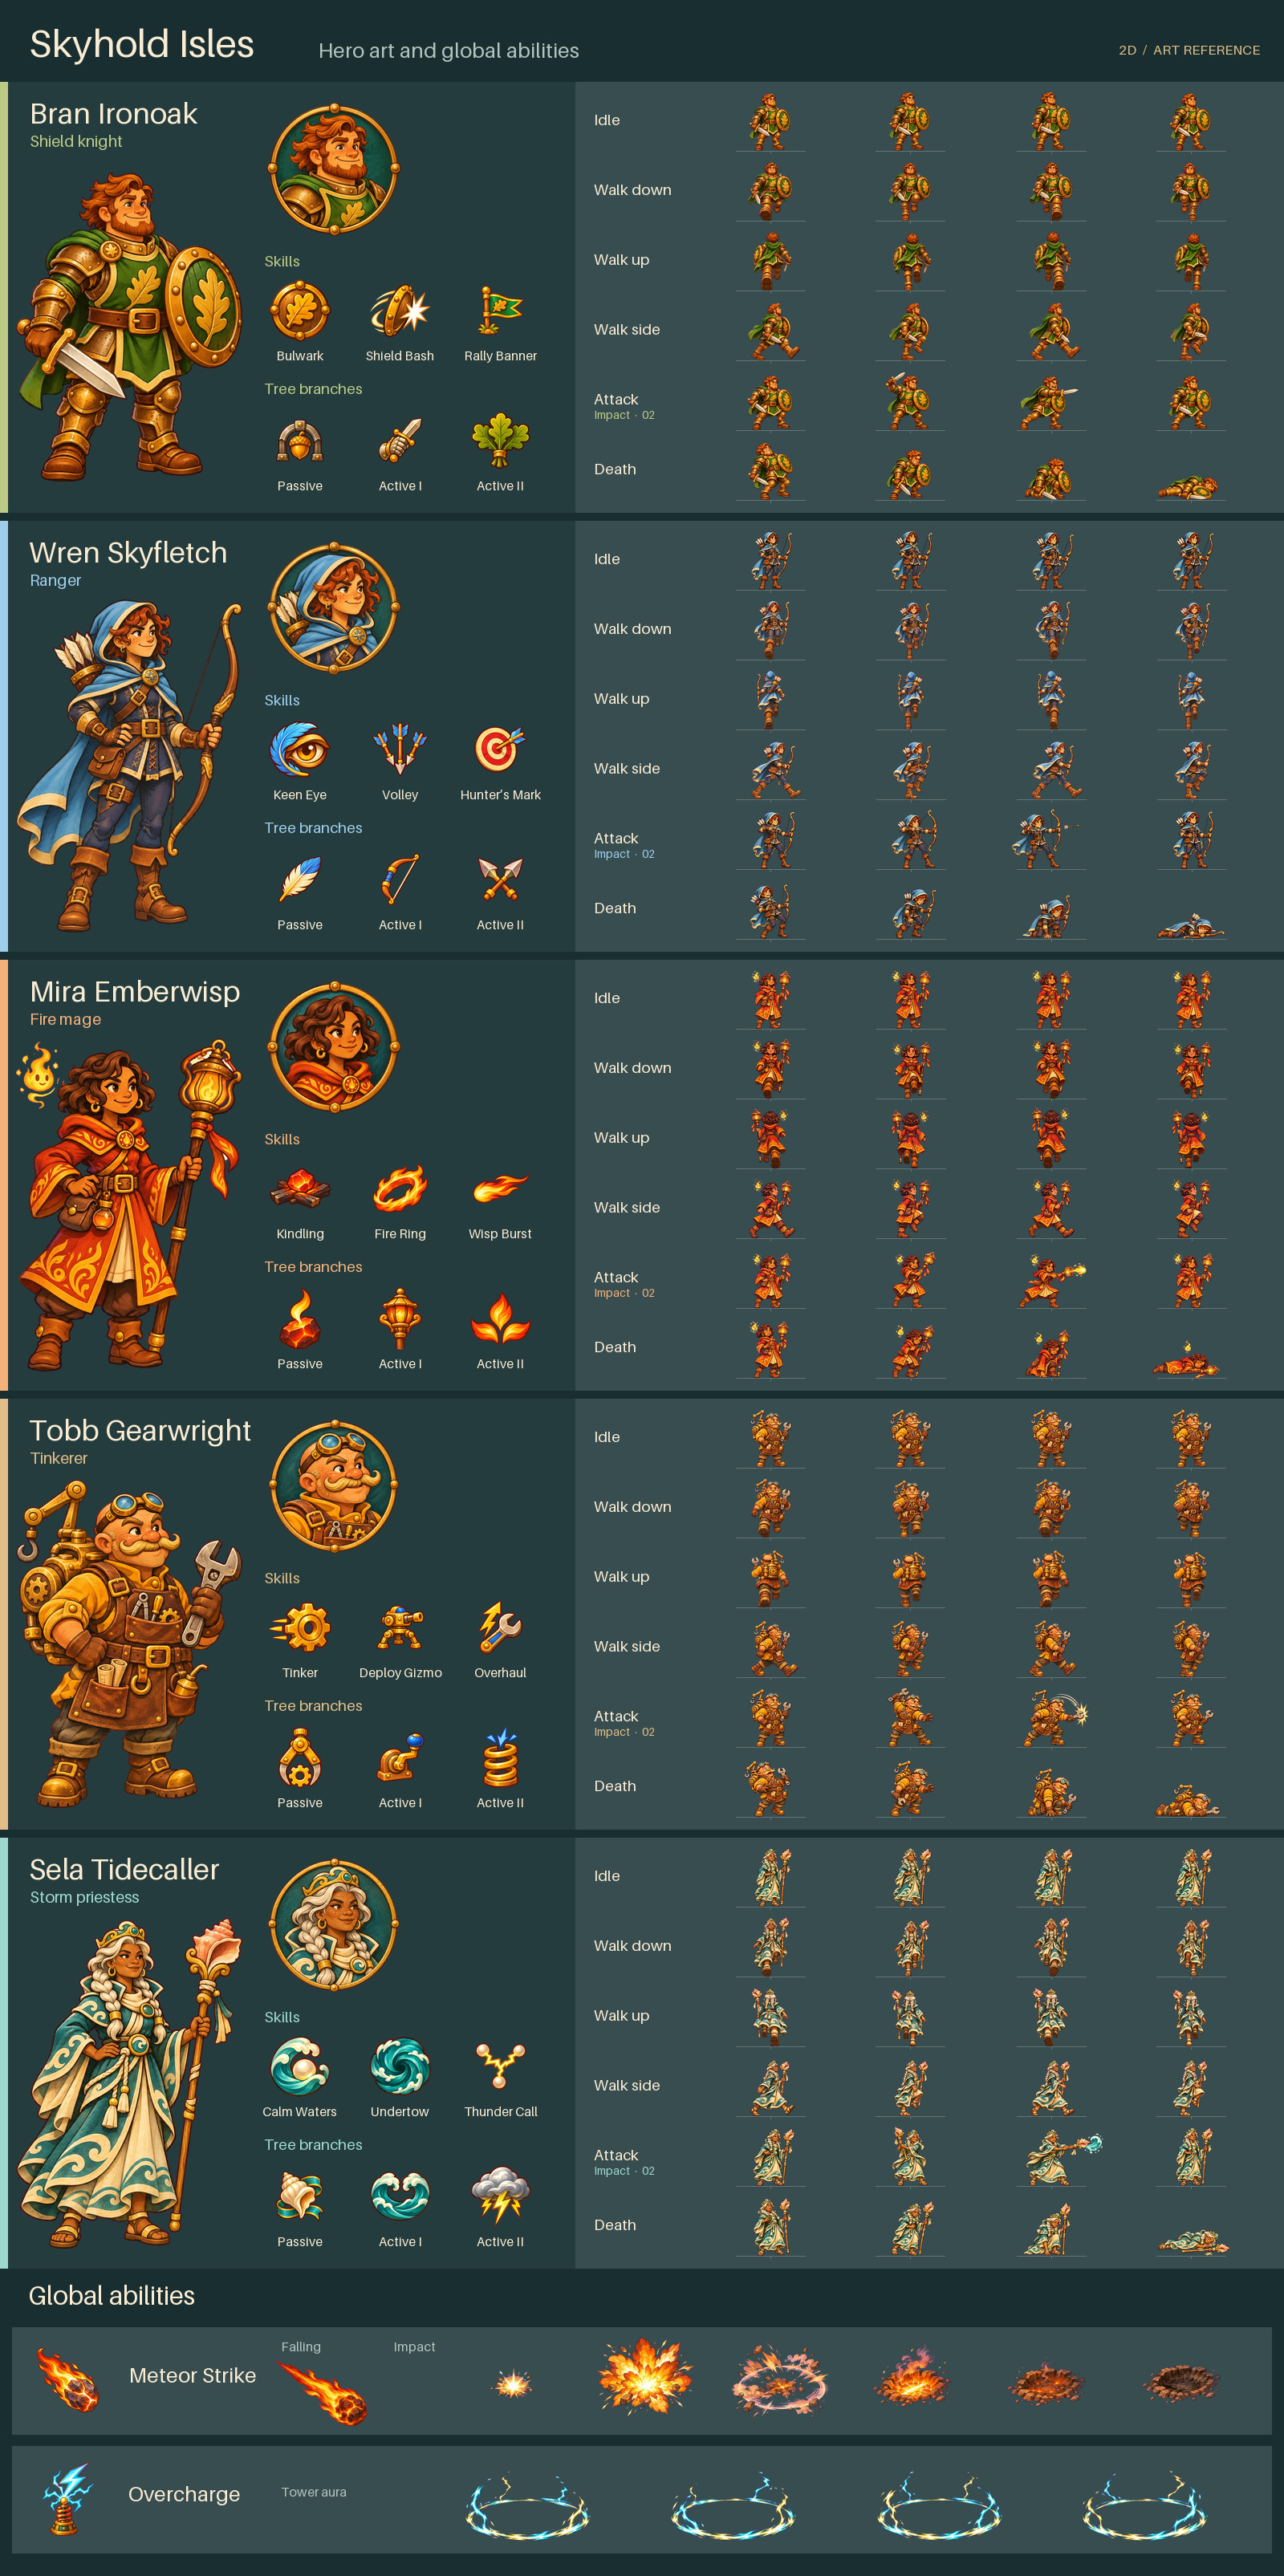 Skyhold Isles
Hero art and global abilities
2D / ART REFERENCE
Bran Ironoak
Shield knight
Skills
Bulwark
Shield Bash
Rally Banner
Tree branches
Passive
Active I
Active II
Idle
Walk down
Walk up
Walk side
Attack
Impact · 02
Death
Wren Skyfletch
Ranger
Skills
Keen Eye
Volley
Hunter's Mark
Tree branches
Passive
Active I
Active II
Idle
Walk down
Walk up
Walk side
Attack
Impact · 02
Death
Mira Emberwisp
Fire mage
Skills
Kindling
Fire Ring
Wisp Burst
Tree branches
Passive
Active I
Active II
Idle
Walk down
Walk up
Walk side
Attack
Impact · 02
Death
Tobb Gearwright
Tinkerer
Skills
Tinker
Deploy Gizmo
Overhaul
Tree branches
Passive
Active I
Active II
Idle
Walk down
Walk up
Walk side
Attack
Impact · 02
Death
Sela Tidecaller
Storm priestess
Skills
Calm Waters
Undertow
Thunder Call
Tree branches
Passive
Active I
Active II
Idle
Walk down
Walk up
Walk side
Attack
Impact · 02
Death
Global abilities
Meteor Strike
Falling
Impact
Overcharge
Tower aura